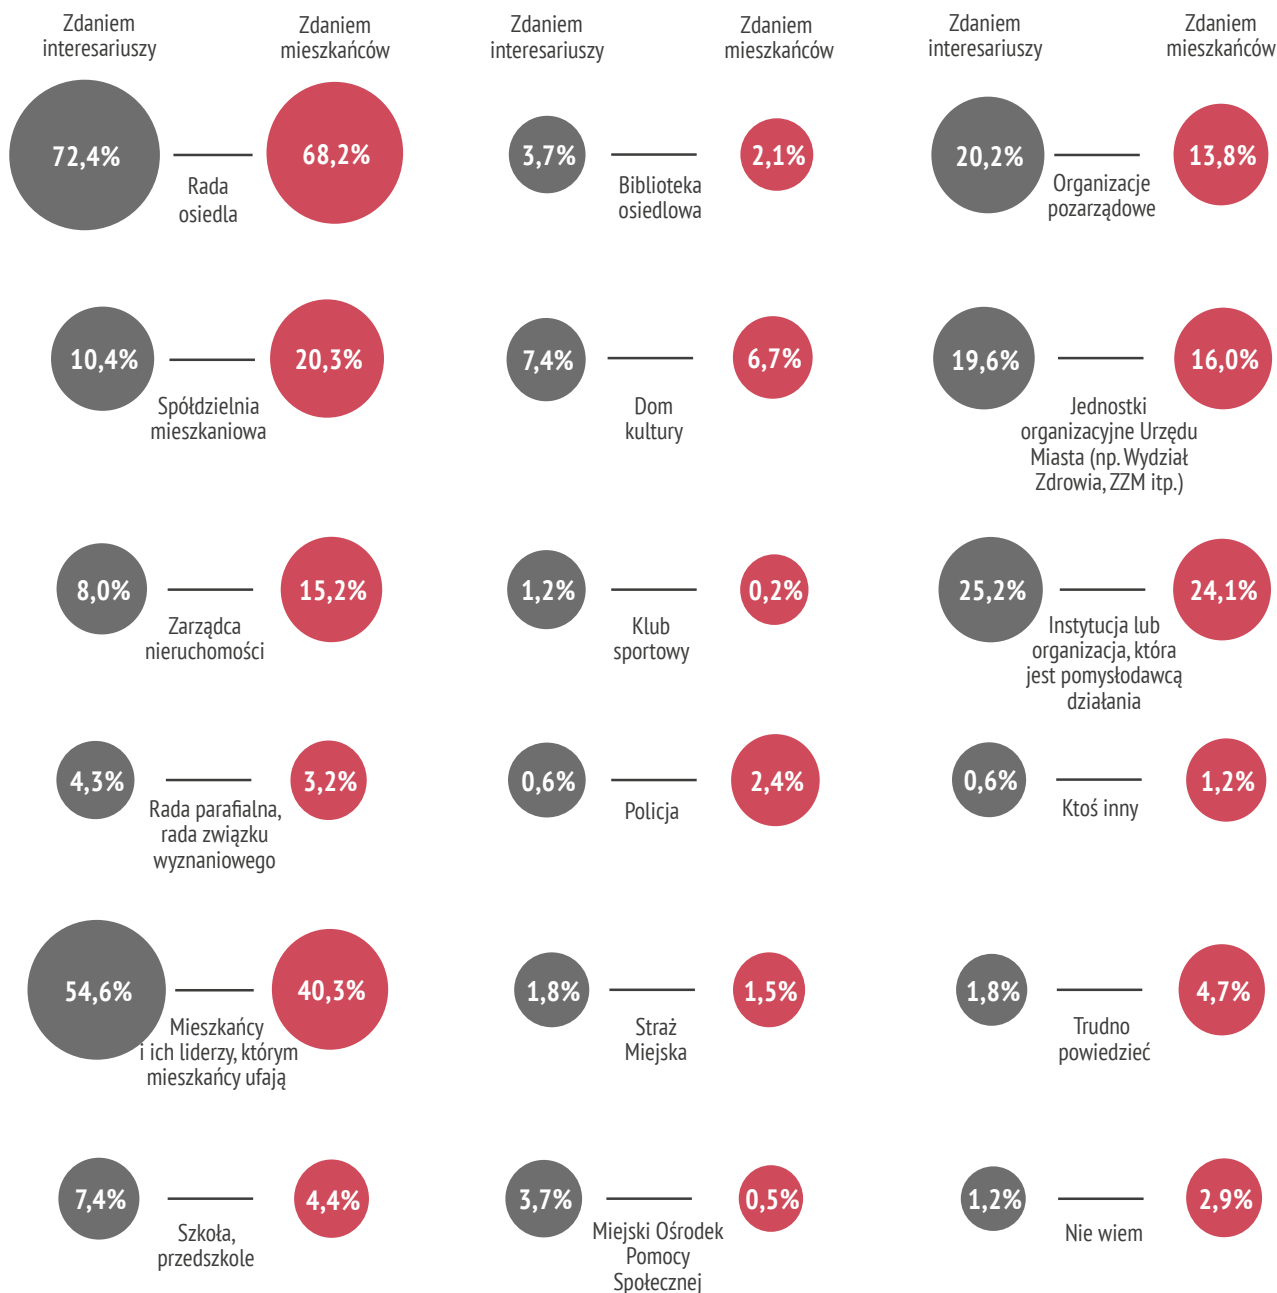 Zdaniem
interesariuszy
Zdaniem
mieszkańców
72,4%
68,2%
Rada
osiedla
10,4%
20,3%
Spółdzielnia
mieszkaniowa
8,0%
15,2%
Zarządca
nieruchomości
4,3%
3,2%
Rada parafialna,
rada związku
wyznaniowego
54,6%
40,3%
Mieszkańcy
i ich liderzy, którym
mieszkańcy ufają
7,4%
4,4%
Szkoła,
przedszkole
Zdaniem
interesariuszy
Zdaniem
mieszkańców
3,7%
2,1%
Biblioteka
osiedlowa
7,4%
6,7%
Dom
kultury
1,2%
0,2%
Klub
sportowy
0,6%
2,4%
Policja
1,8%
1,5%
Straż
Miejska
3,7%
0,5%
Miejski Ośrodek
Pomocy
Społecznej
Zdaniem
interesariuszy
Zdaniem
mieszkańców
20,2%
13,8%
Organizacje
pozarządowe
19,6%
16,0%
Jednostki
organizacyjne Urzędu
Miasta (np. Wydział
Zdrowia, ZZM itp.)
25,2%
24,1%
Instytucja lub
organizacja, która
jest pomysłodawcą
działania
0,6%
1,2%
Ktoś inny
1,8%
4,7%
Trudno
powiedzieć
1,2%
2,9%
Nie wiem